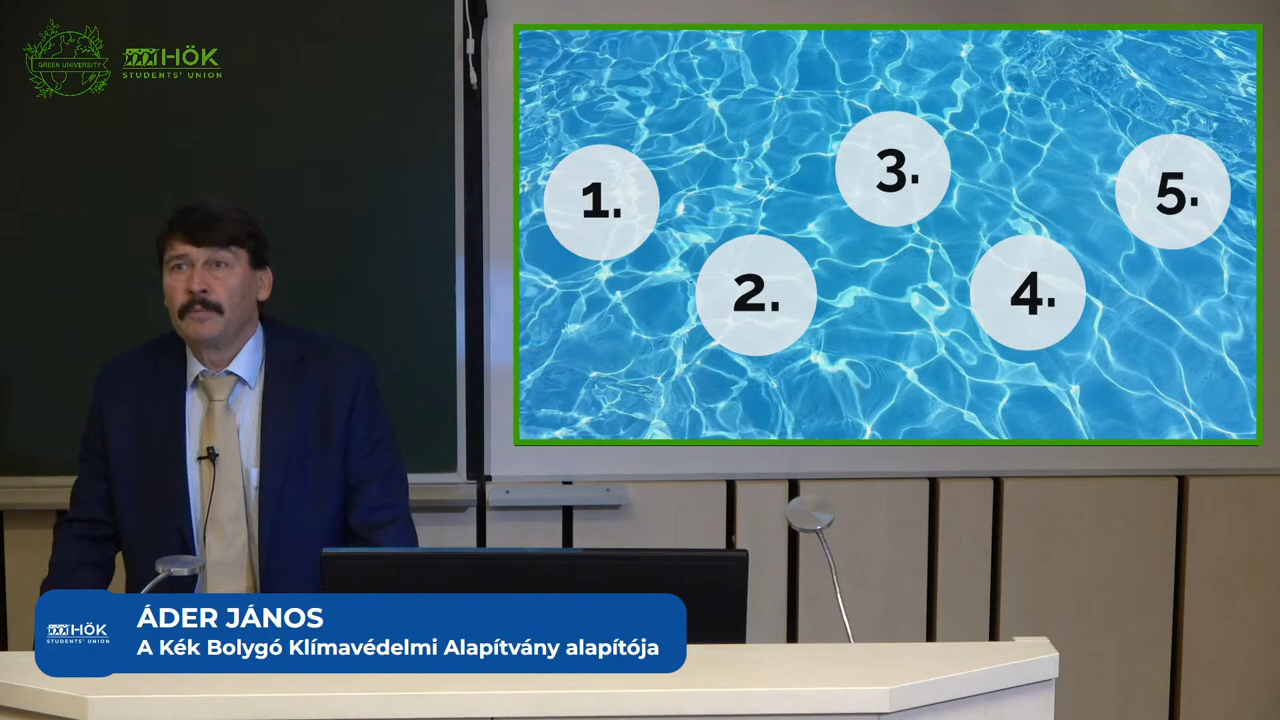 GREEN UNIVERSITY
HÖK
STUDENTS' UNION
1.
2.
3.
4.
5.
HÖK
STUDENTS' UNION
ÁDER JÁNOS
A Kék Bolygó Klímavédelmi Alapítvány alapítója